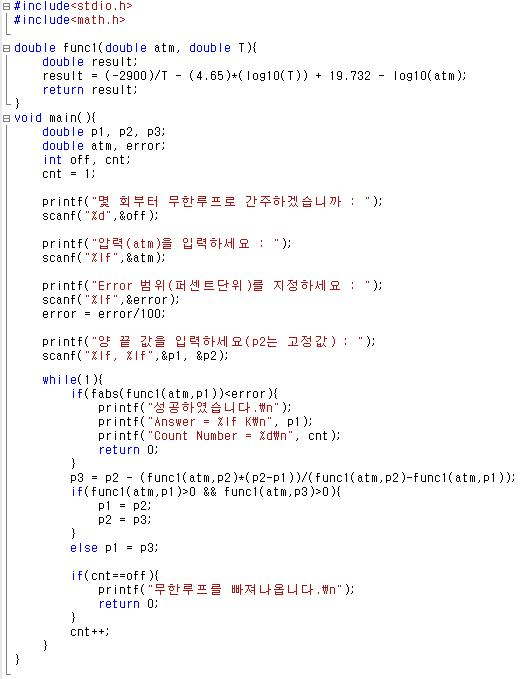 #include<stdio.h>
#include<math.h>
double func1(double atm, double T){
double result;
result = (-2900)/T - (4.65)*(log10(T)) + 19.732 - log10(atm);
return result;
}
void main(){
double p1, p2, p3;
double atm, error;
int off, cnt;
cnt = 1;
printf("몇 회부터 무한루프로 간주하겠습니까 : ");
scanf("%d",&off);
printf("압력(atm)을 입력하세요 : ");
scanf("%lf",&atm);
printf("Error 범위(퍼센트단위)를 지정하세요 : ");
scanf("%lf",&error);
error = error/100;
printf("양 끝 값을 입력하세요(p2는 고정값) : ");
scanf("%lf, %lf",&p1, &p2);
while(1){
if(fabs(func1(atm,p1))<error){
printf("성공하였습니다.₩n");
printf("Answer = %lf K₩n", p1);
printf("Count Number = %d₩n", cnt);
return 0;
}
p3 = p2 - (func1(atm,p2)*(p2-p1))/(func1(atm,p2)-func1(atm,p1));
if(func1(atm,p1)>0 && func1(atm,p3)>0){
p1 = p2;
p2 = p3;
}
else p1 = p3;
if(cnt==off){
printf("무한루프를 빠져나옵니다.₩n");
return 0;
}
cnt++;
}
}